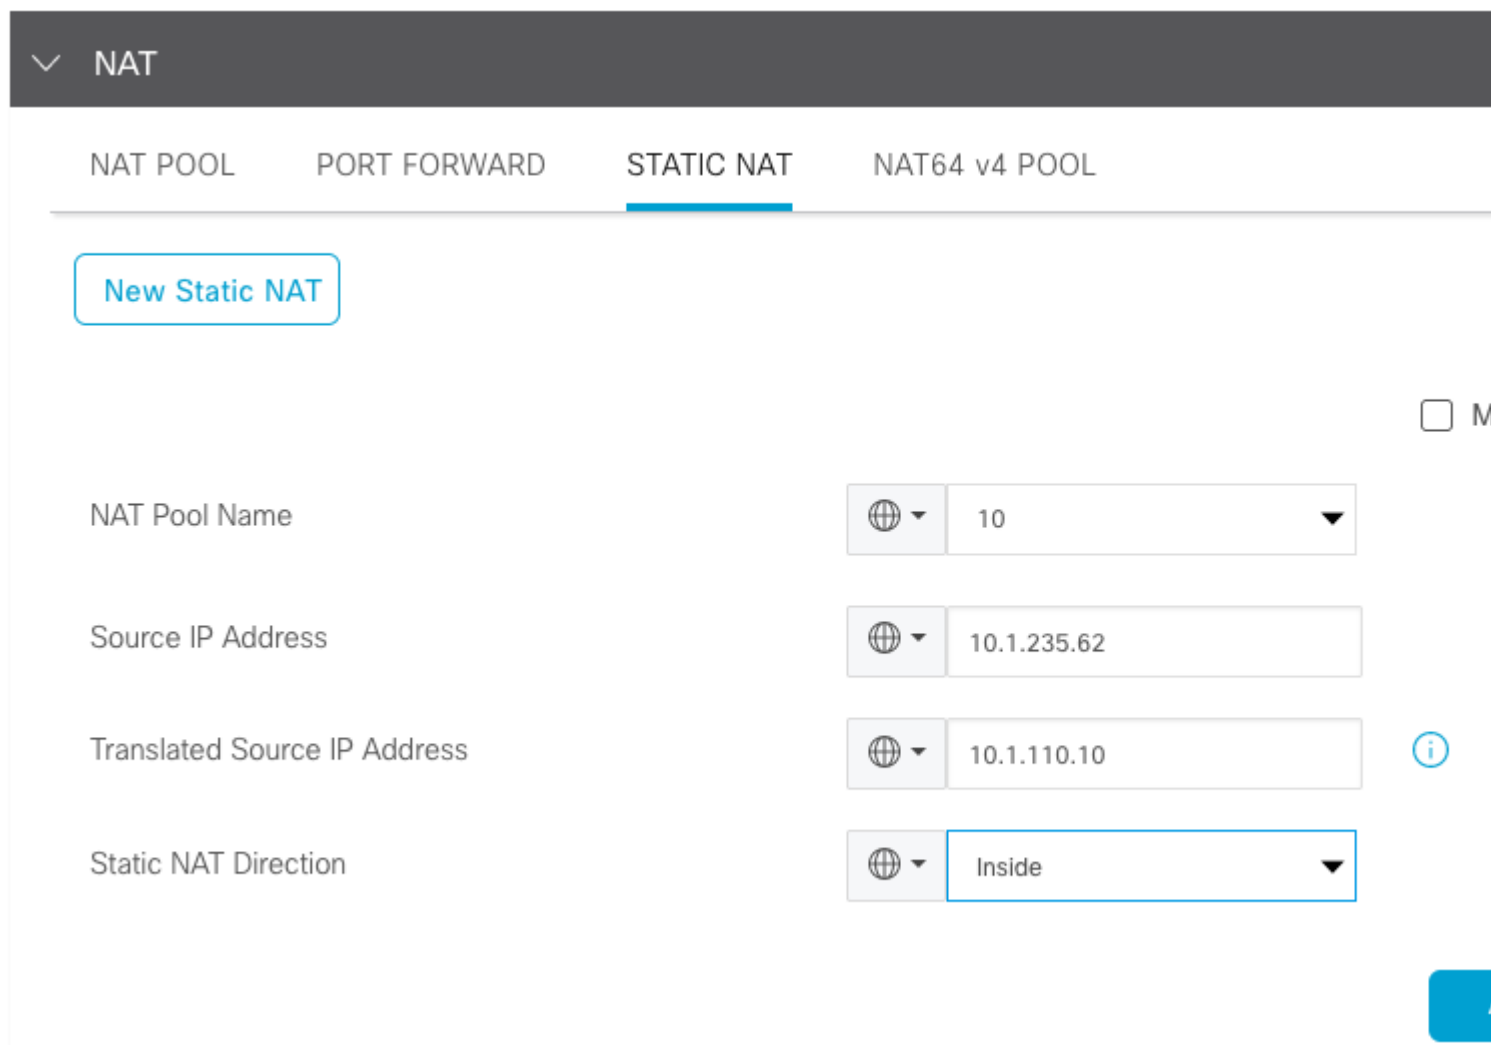 NAT
NAT POOL PORT FORWARD STATIC NAT NAT64 v4 POOL
New Static NAT
M
NAT Pool Name 10
Source IP Address 10.1.235.62
Translated Source IP Address 10.1.110.10
Static NAT Direction Inside